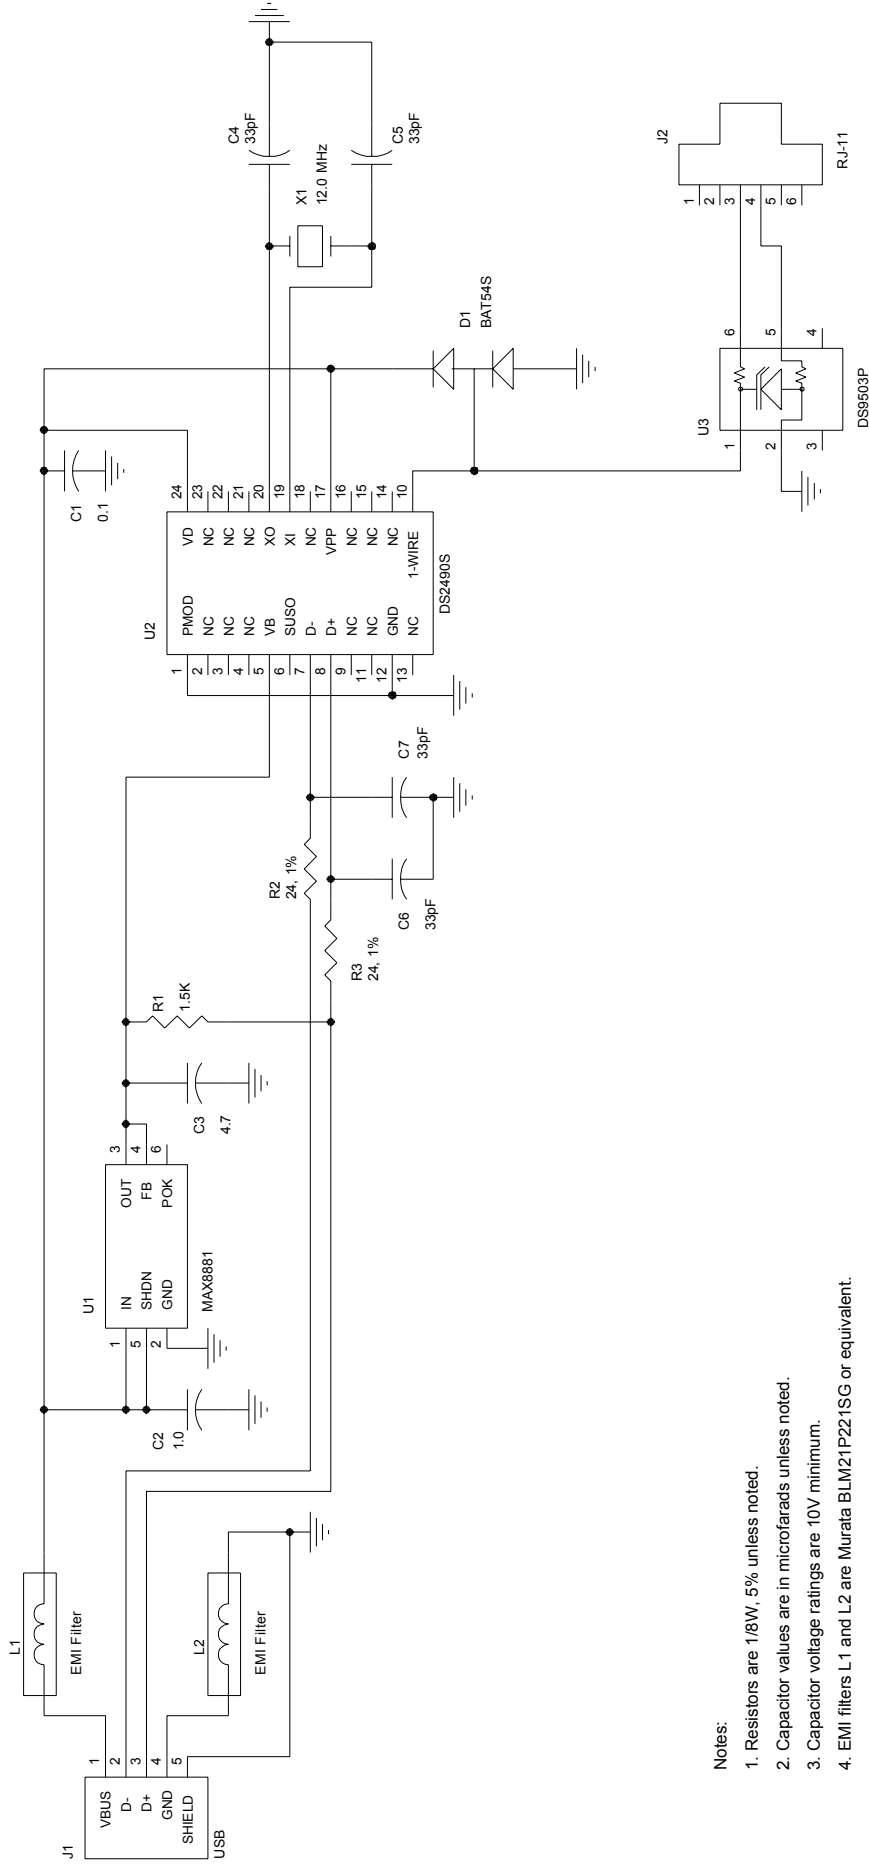 J1
VBUS
D-
D+
GND
SHIELD
1
2
3
4
5
USB
L1
EMI Filter
L2
EMI Filter
C2
1.0
U1
IN
SHDN
GND
OUT
FB
POK
1
5
2
3
4
6
MAX8881
C3
4.7
R1
1.5K
R2
24, 1%
R3
24, 1%
C6
33pF
C7
33pF
U2
PMOD
NC
NC
NC
VB
SUSO
D-
D+
NC
NC
GND
NC
1
2
3
4
5
6
7
8
9
11
12
13
VD
NC
NC
NC
XO
XI
NC
VPP
NC
NC
NC
1-WIRE
24
23
22
21
20
19
18
17
16
15
14
10
DS2490S
C1
0.1
D1
BAT54S
X1
12.0 MHz
C4
33pF
C5
33pF
U3
1
2
3
6
5
4
DS9503P
J2
1
2
3
4
5
6
RJ-11
Notes:
1. Resistors are 1/8W, 5% unless noted.
2. Capacitor values are in microfarads unless noted.
3. Capacitor voltage ratings are 10V minimum.
4. EMI filters L1 and L2 are Murata BLM21P221SG or equivalent.